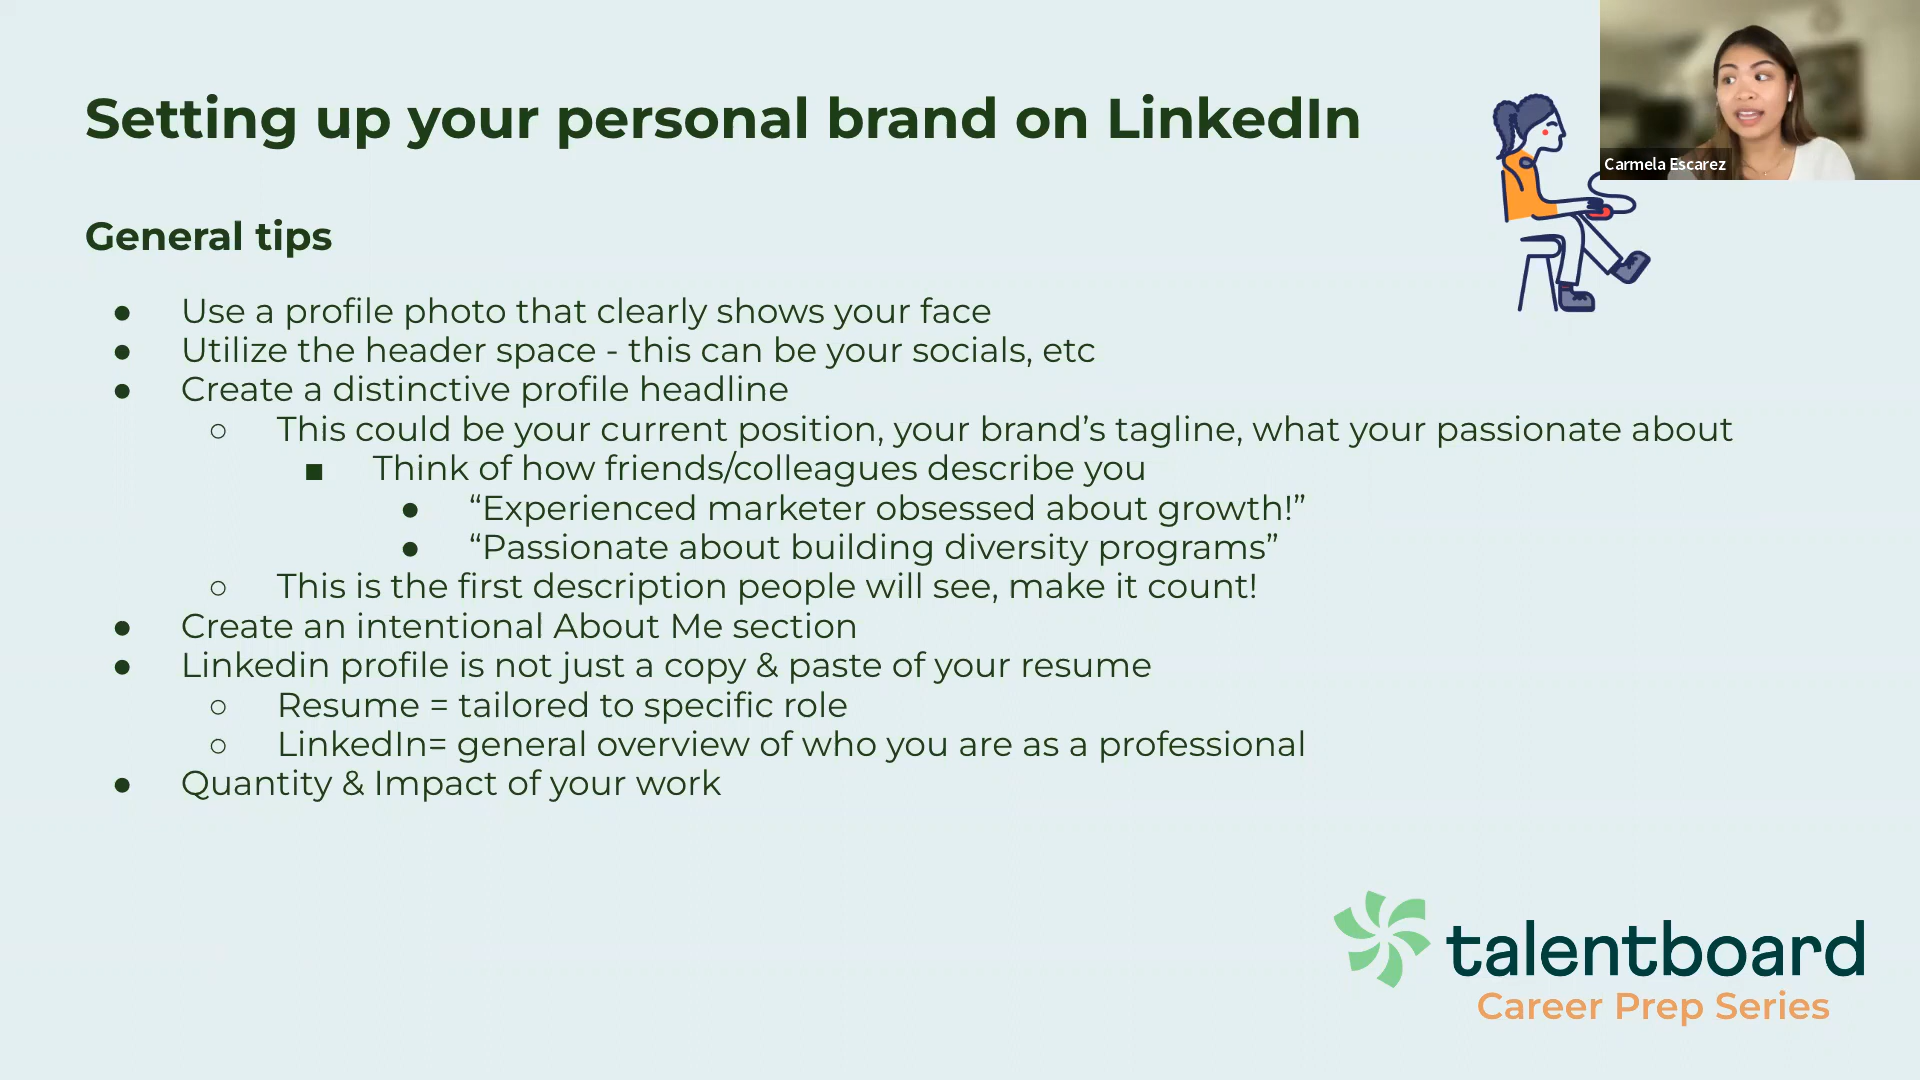 Setting up your personal brand on LinkedIn
Carmela Escarez
General tips
● Use a profile photo that clearly shows your face
● Utilize the header space - this can be your socials, etc
● Create a distinctive profile headline
○ This could be your current position, your brand’s tagline, what your passionate about
■ Think of how friends/colleagues describe you
● “Experienced marketer obsessed about growth!”
● “Passionate about building diversity programs”
○ This is the first description people will see, make it count!
● Create an intentional About Me section
● Linkedin profile is not just a copy & paste of your resume
○ Resume = tailored to specific role
○ LinkedIn= general overview of who you are as a professional
● Quantity & Impact of your work
talentboard
Career Prep Series